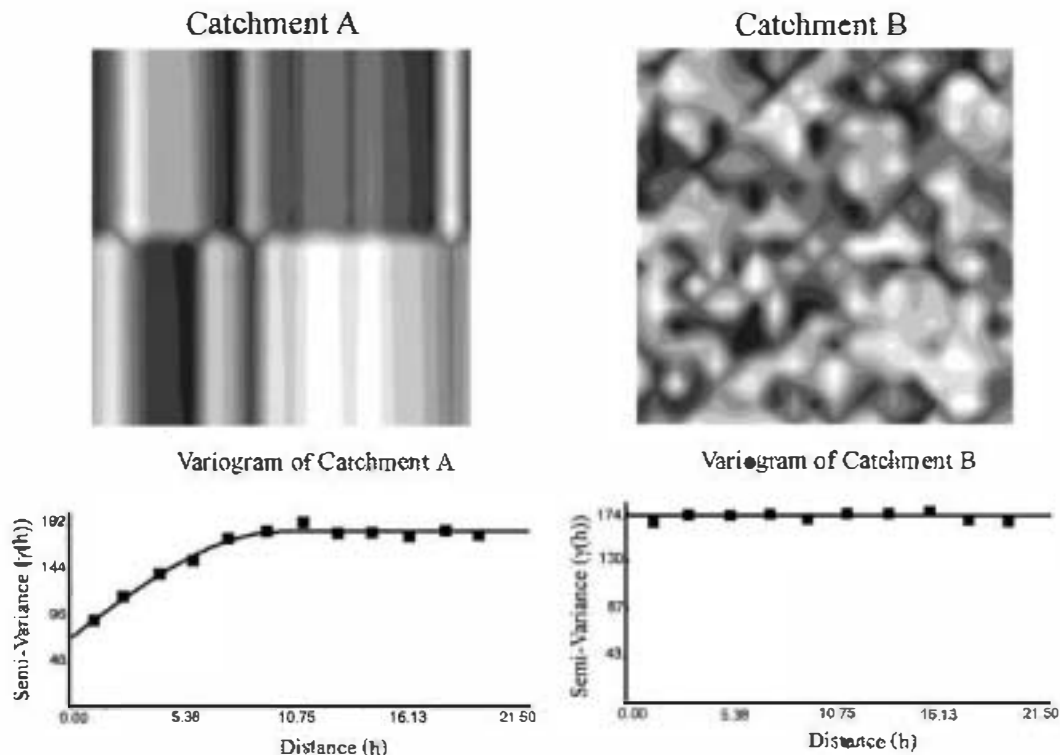 Catchment A
Catchment B
Variogram of Catchment A
Variogram of Catchment B
Semi-Variance (γ(h))
192
144
96
48
0.00
5.38
10.75
16.13
21.50
Distance (h)
Semi-Variance (γ(h))
174
130
87
43
0.00
5.38
10.75
16.13
21.50
Distance (h)